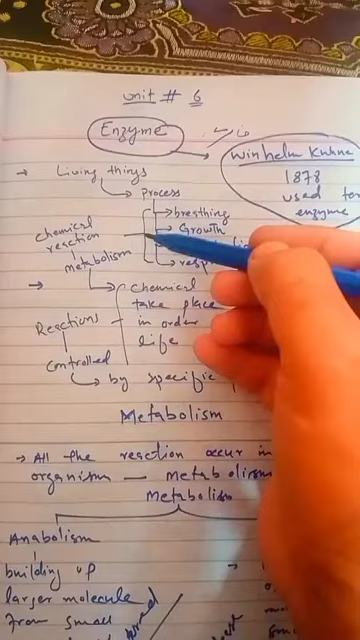 unit # 6
Enzyme
Winhelm Kuhne
1878
used for
enzyme
→ Living things
Process
breathing
Growth
resp
chemical
reaction
metabolism
→ chemical
take place
in order
life
Reactions
controlled
by specific
Metabolism
→ All the reaction occur in
organism — metabolism
Metabolism
Anabolism
building up
larger molecule
from small